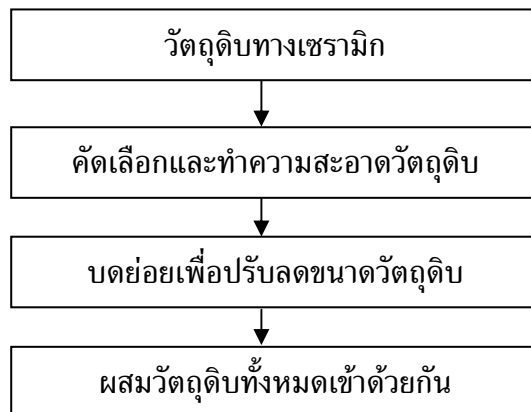 วัตถุดิบทางเซรามิก
คัดเลือกและทำความสะอาดวัตถุดิบ
บดย่อยเพื่อปรับลดขนาดวัตถุดิบ
ผสมวัตถุดิบทั้งหมดเข้าด้วยกัน